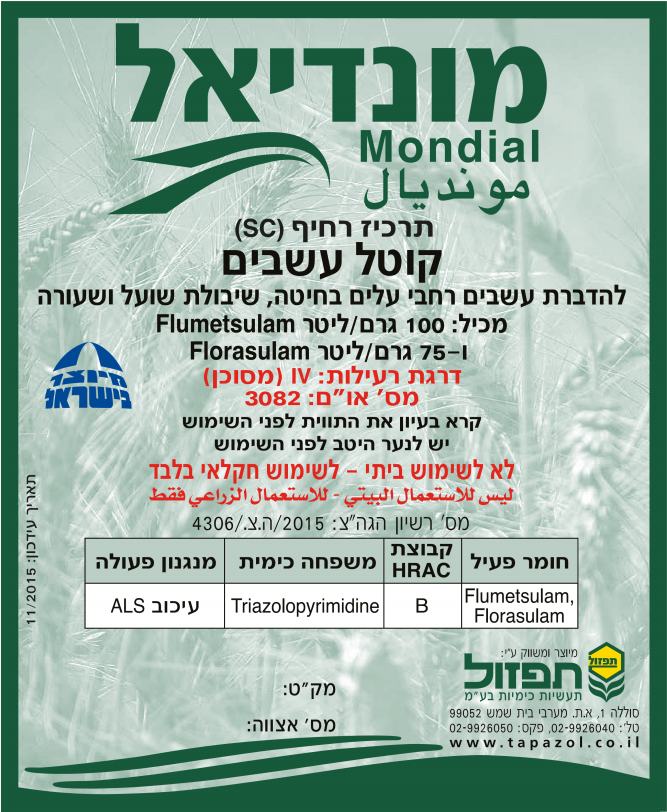 מונדיאל
Mondial
مونديال
תרכיז רחיף (SC)
קוטל עשבים
להדברת עשבים רחבי עלים בחיטה, שיבולת שועל ושעורה
מכיל: 100 גרם/ליטר Flumetsulam
ו-75 גרם/ליטר Florasulam
דרגת רעילות: IV (מסוכן)
מס' או"ם: 3082
קרא בעיון את התווית לפני השימוש
יש לנער היטב לפני השימוש
לא לשימוש ביתי - לשימוש חקלאי בלבד
ليس للاستعمال البيتي - للاستعمال الزراعي فقط
מס' רשיון הגה"צ: 2015/ה.צ./4306
חומר פעיל קבוצת HRAC משפחה כימית מנגנון פעולה
Flumetsulam, Florasulam B Triazolopyrimidine עיכוב ALS
תוצר
בישראל
תאריך עידכון: 11/2015
מיוצר ומשווק ע"י:
תפזול
תפזול
תעשיות כימיות בע"מ
סוללה 1, א.ת. מערבי בית שמש 99052
טל': 02-9926040, פקס: 02-9926050
www.tapazol.co.il
מק"ט:
מס' אצווה: